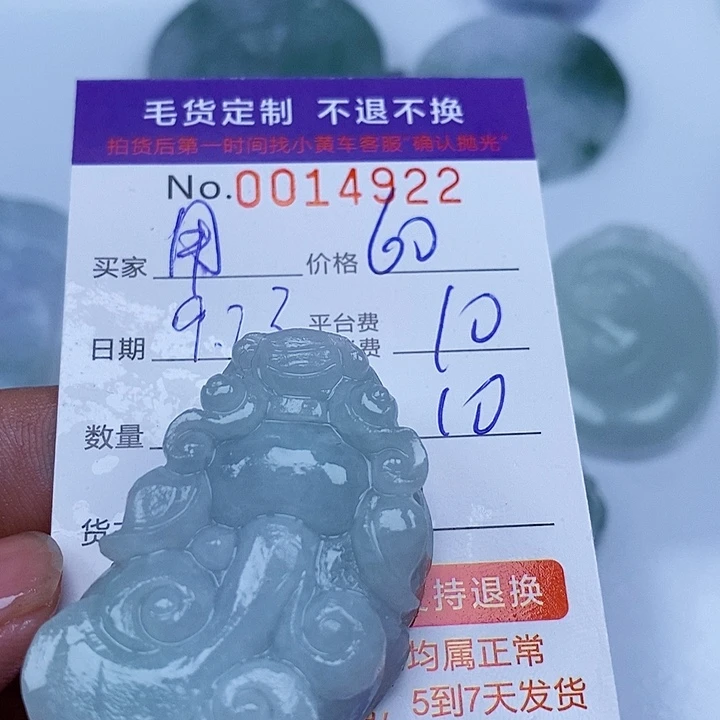 毛货定制 不退不换
拍货后第一时间找小黄车客服"确认抛光"
No.0014922
买家 用 价格 60
日期 9.23 平台费 10
费
数量 10
货
持退换
均属正常
5到7天发货